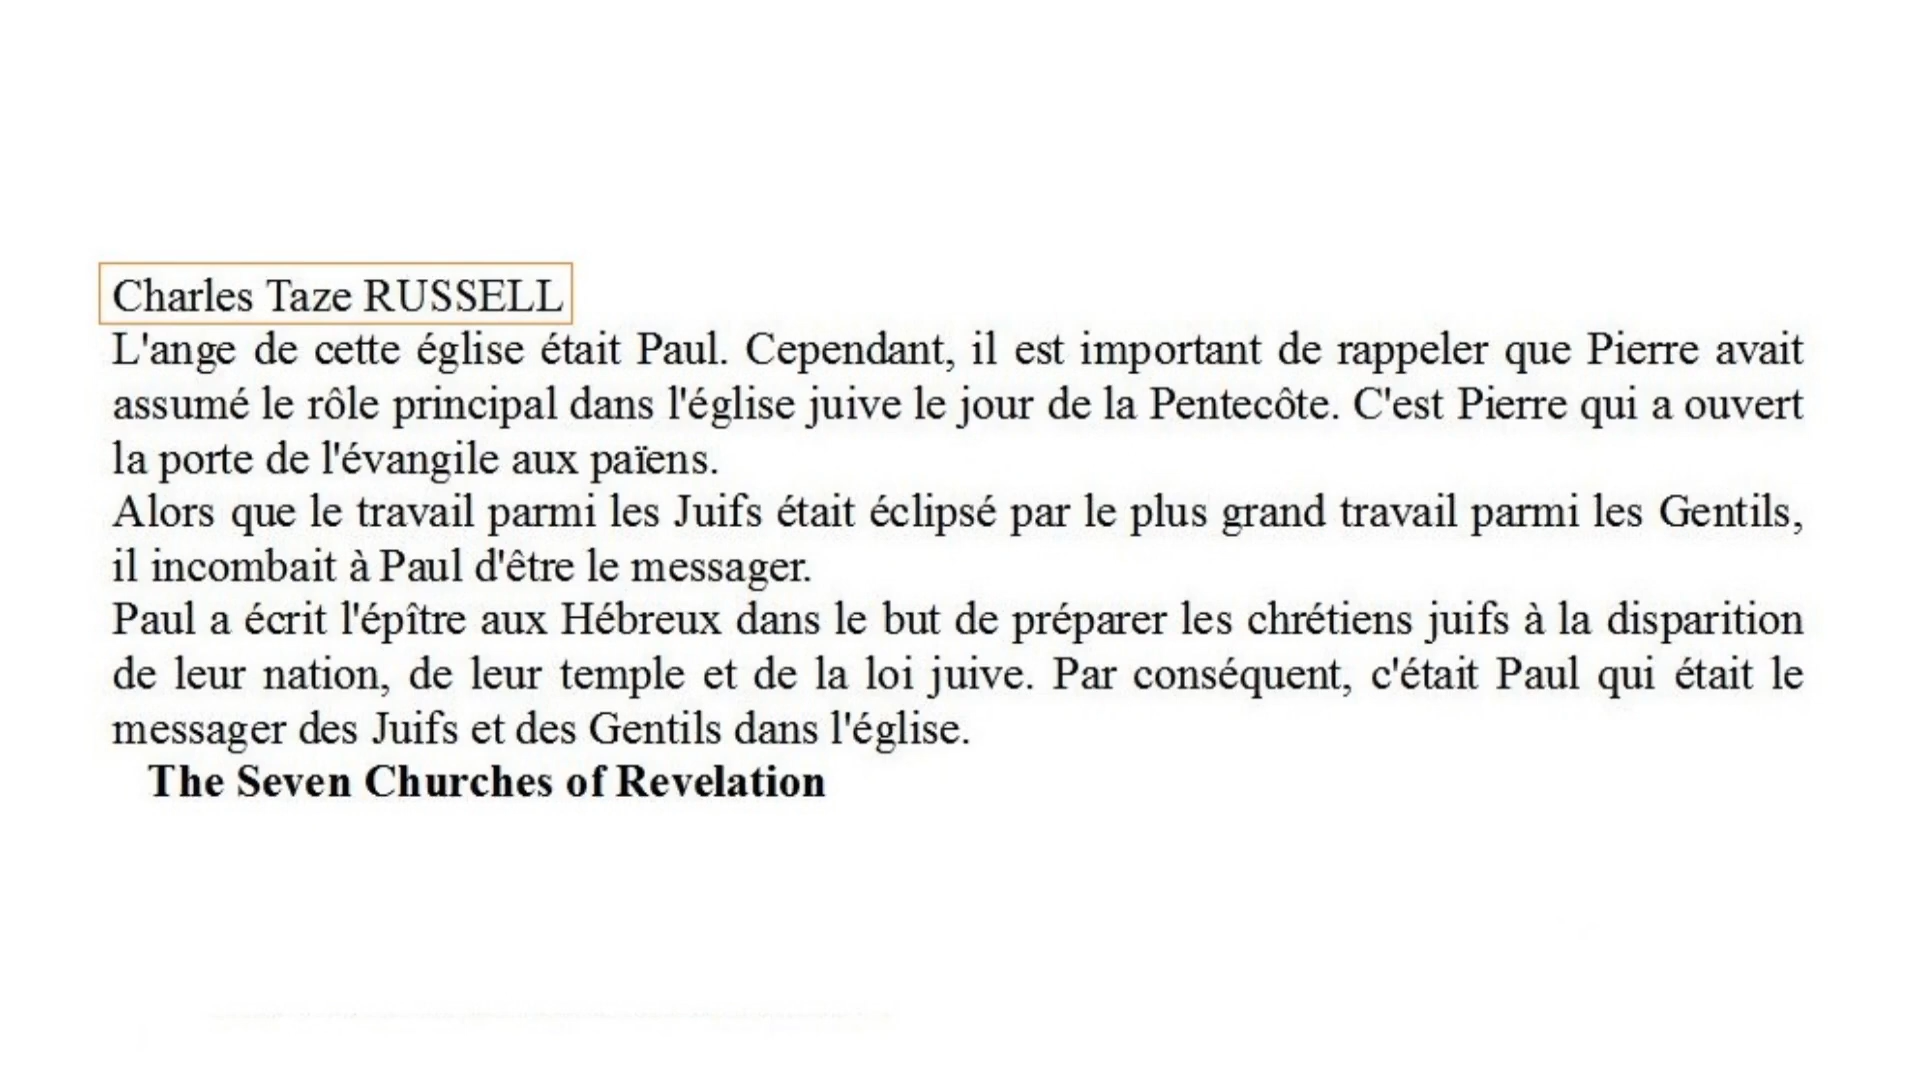 Charles Taze RUSSELL
L'ange de cette église était Paul. Cependant, il est important de rappeler que Pierre avait
assumé le rôle principal dans l'église juive le jour de la Pentecôte. C'est Pierre qui a ouvert
la porte de l'évangile aux païens.
Alors que le travail parmi les Juifs était éclipsé par le plus grand travail parmi les Gentils,
il incombait à Paul d'être le messager.
Paul a écrit l'épître aux Hébreux dans le but de préparer les chrétiens juifs à la disparition
de leur nation, de leur temple et de la loi juive. Par conséquent, c'était Paul qui était le
messager des Juifs et des Gentils dans l'église.
The Seven Churches of Revelation